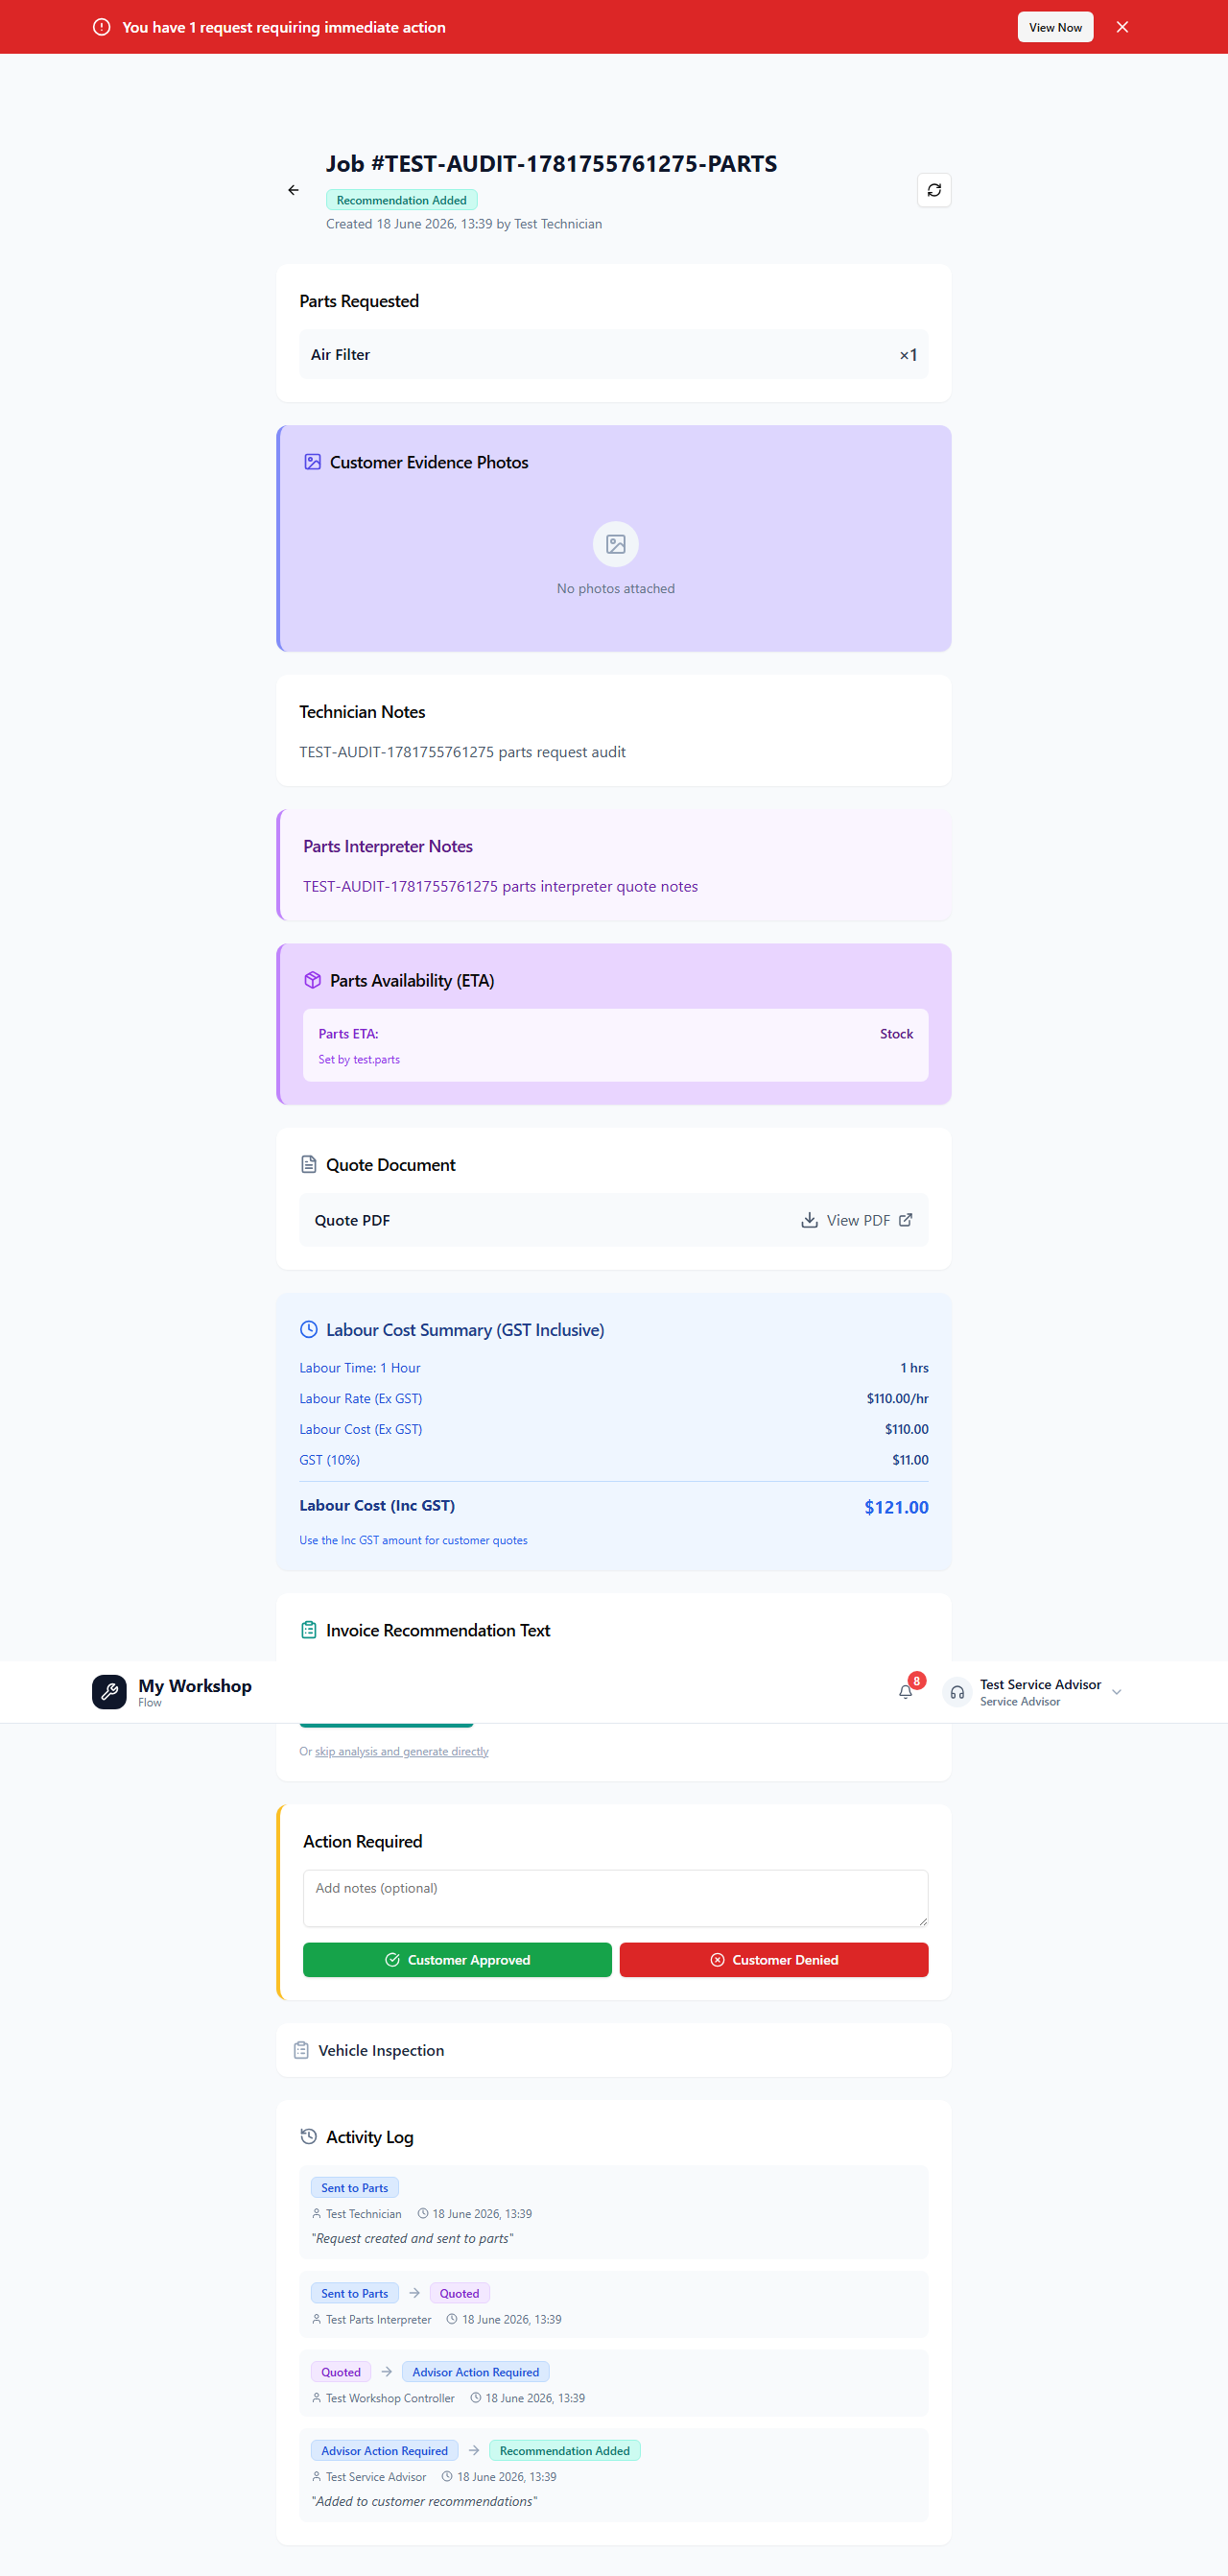 You have 1 request requiring immediate action
View Now
Job #TEST-AUDIT-1781755761275-PARTS
Recommendation Added
Created 18 June 2026, 13:39 by Test Technician
Parts Requested
Air Filter ×1
Customer Evidence Photos
No photos attached
Technician Notes
TEST-AUDIT-1781755761275 parts request audit
Parts Interpreter Notes
TEST-AUDIT-1781755761275 parts interpreter quote notes
Parts Availability (ETA)
Parts ETA: Stock
Set by test.parts
Quote Document
Quote PDF View PDF
Labour Cost Summary (GST Inclusive)
Labour Time: 1 Hour 1 hrs
Labour Rate (Ex GST) $110.00/hr
Labour Cost (Ex GST) $110.00
GST (10%) $11.00
Labour Cost (Inc GST) $121.00
Use the Inc GST amount for customer quotes
Invoice Recommendation Text
My Workshop
Flow
8
Test Service Advisor
Service Advisor
Or skip analysis and generate directly
Action Required
Add notes (optional)
Customer Approved Customer Denied
Vehicle Inspection
Activity Log
Sent to Parts
Test Technician 18 June 2026, 13:39
"Request created and sent to parts"
Sent to Parts → Quoted
Test Parts Interpreter 18 June 2026, 13:39
Quoted → Advisor Action Required
Test Workshop Controller 18 June 2026, 13:39
Advisor Action Required → Recommendation Added
Test Service Advisor 18 June 2026, 13:39
"Added to customer recommendations"